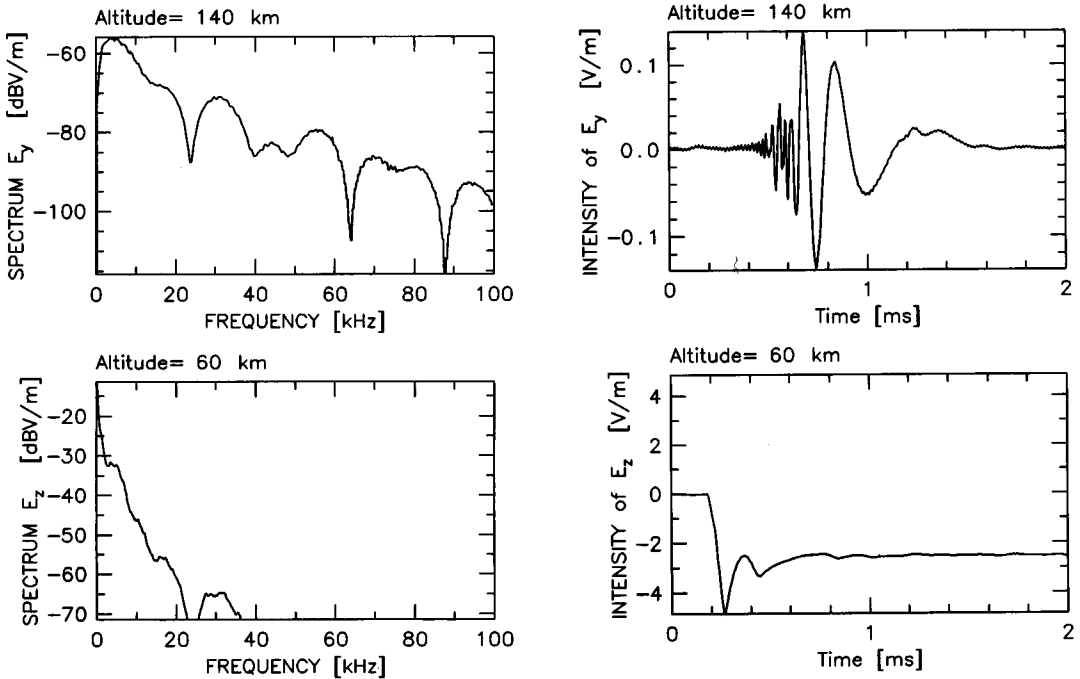 Altitude= 140 km
SPECTRUM E_y [dBV/m]
-60
-80
-100
0 20 40 60 80 100
FREQUENCY [kHz]
Altitude= 140 km
INTENSITY of E_y [V/m]
0.1
0.0
-0.1
0 1 2
Time [ms]
Altitude= 60 km
SPECTRUM E_z [dBV/m]
-20
-30
-40
-50
-60
-70
0 20 40 60 80 100
FREQUENCY [kHz]
Altitude= 60 km
INTENSITY of E_z [V/m]
4
2
0
-2
-4
0 1 2
Time [ms]